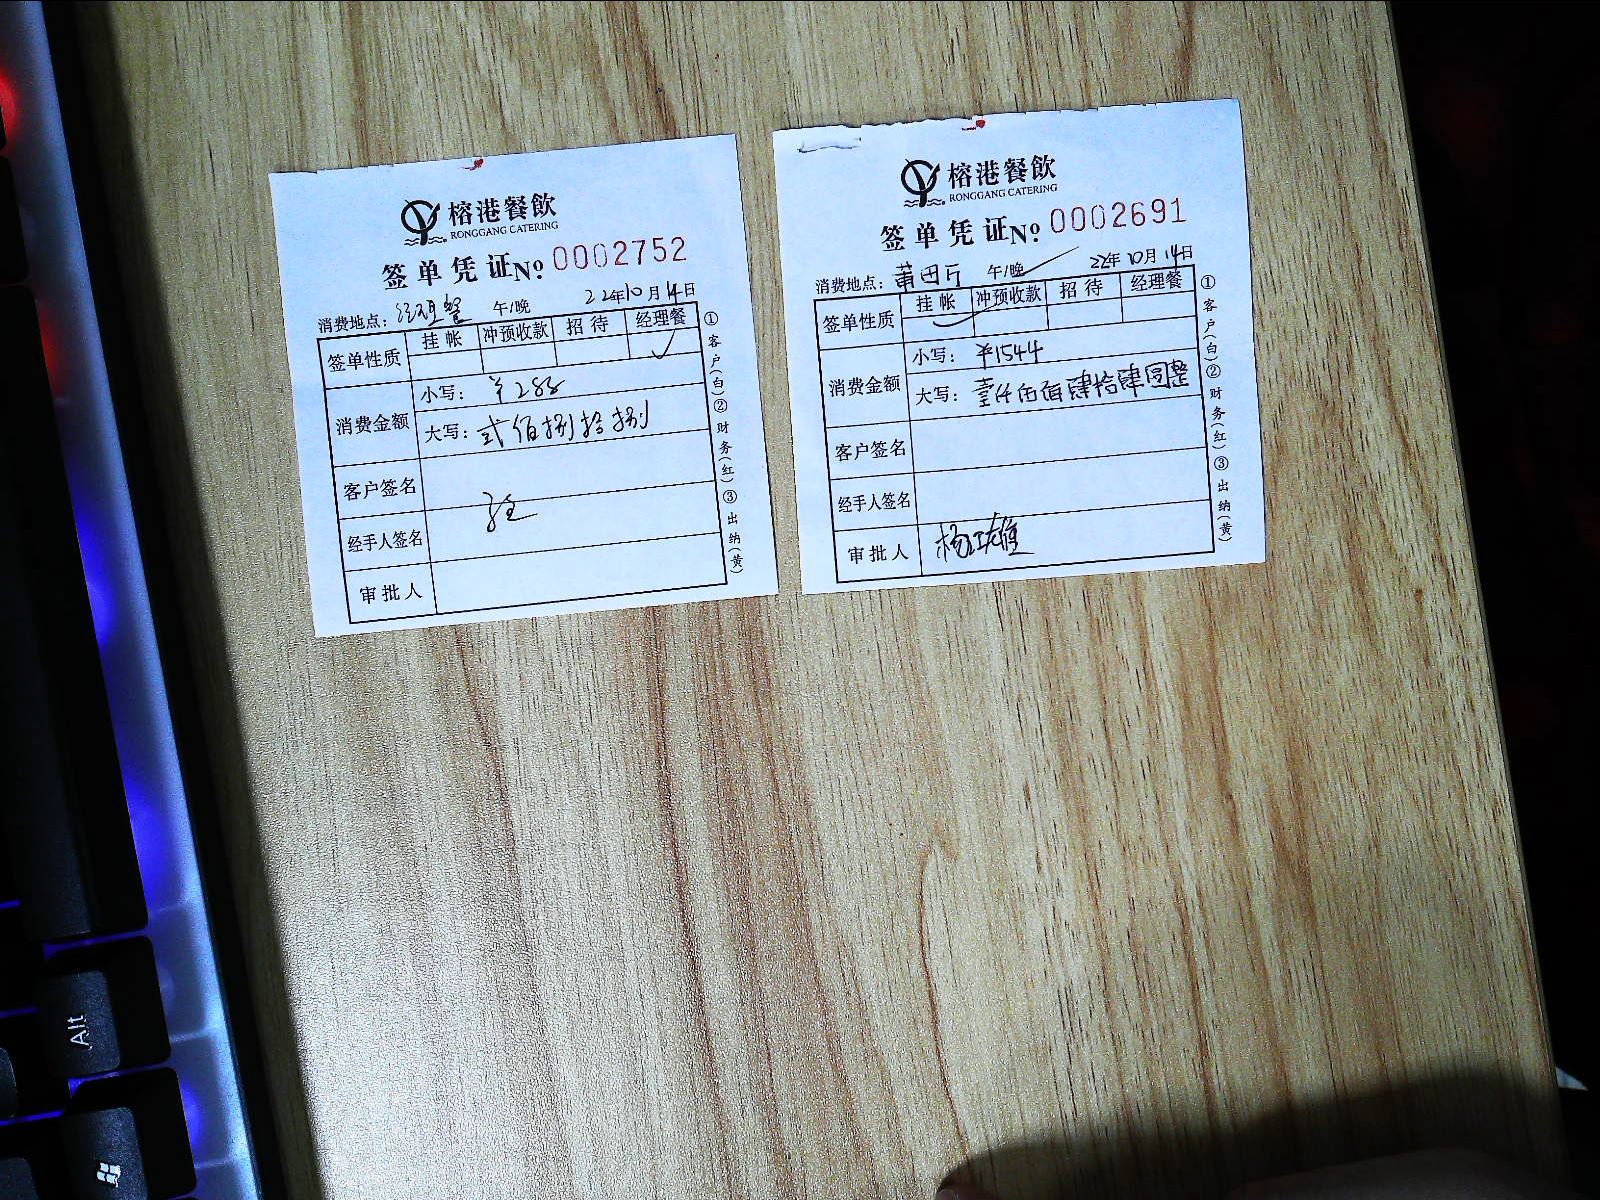 榕港餐飲
RONGGANG CATERING
签单凭证No 0002752
消费地点：经理餐 午/晚 22年10月14日
签单性质 挂帐 冲预收款 招待 经理餐
✓
消费金额
小写：¥288
大写：贰佰捌拾捌
客户签名
经手人签名
审批人
①客户(白)②财务(红)③出纳(黄)
榕港餐飲
RONGGANG CATERING
签单凭证No 0002691
消费地点：莆田厅 午/晚 22年10月14日
签单性质 挂帐 冲预收款 招待 经理餐
消费金额
小写：¥1544
大写：壹仟伍佰肆拾肆圆整
客户签名
经手人签名
审批人
①客户(白)②财务(红)③出纳(黄)
Alt